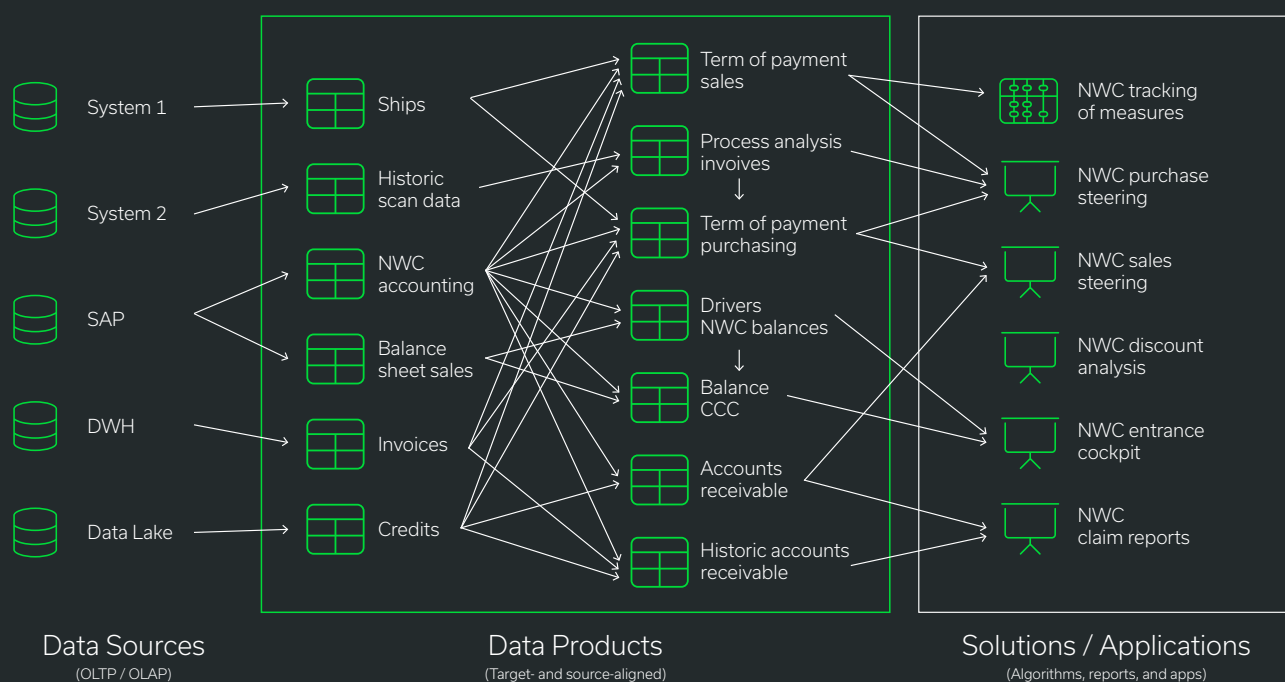 System 1
System 2
SAP
DWH
Data Lake
Ships
Historic
scan data
NWC
accounting
Balance
sheet sales
Invoices
Credits
Term of payment
sales
Process analysis
invoives
Term of payment
purchasing
Drivers
NWC balances
Balance
CCC
Accounts
receivable
Historic accounts
receivable
NWC tracking
of measures
NWC purchase
steering
NWC sales
steering
NWC discount
analysis
NWC entrance
cockpit
NWC
claim reports
Data Sources
(OLTP / OLAP)
Data Products
(Target- and source-aligned)
Solutions / Applications
(Algorithms, reports, and apps)